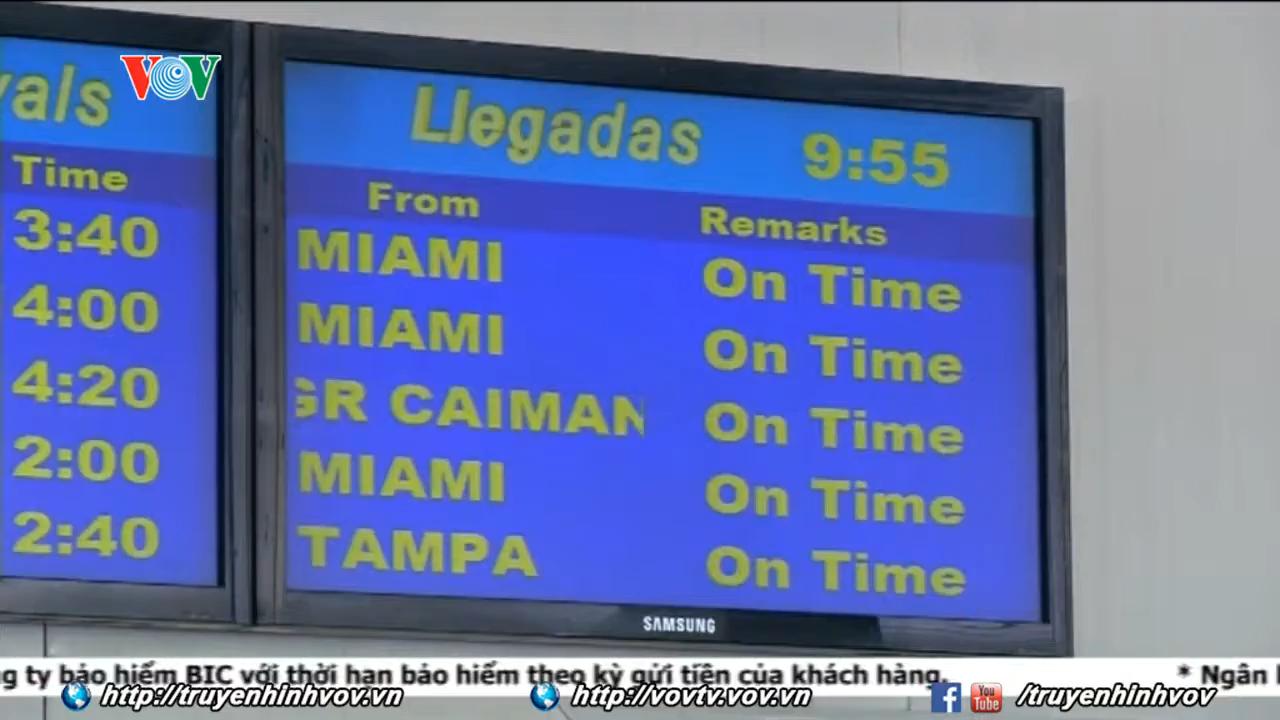 VOV
vals
Time
3:40
4:00
4:20
2:00
2:40
Llegadas 9:55
From Remarks
MIAMI On Time
MIAMI On Time
GR CAIMAN On Time
MIAMI On Time
TAMPA On Time
SAMSUNG
g ty bảo hiểm BIC với thời hạn bảo hiểm theo kỳ gửi tiền của khách hàng. * Ngân
http://truyenhinhvov.vn http://vovtv.vov.vn f You Tube /truyenhinhvov